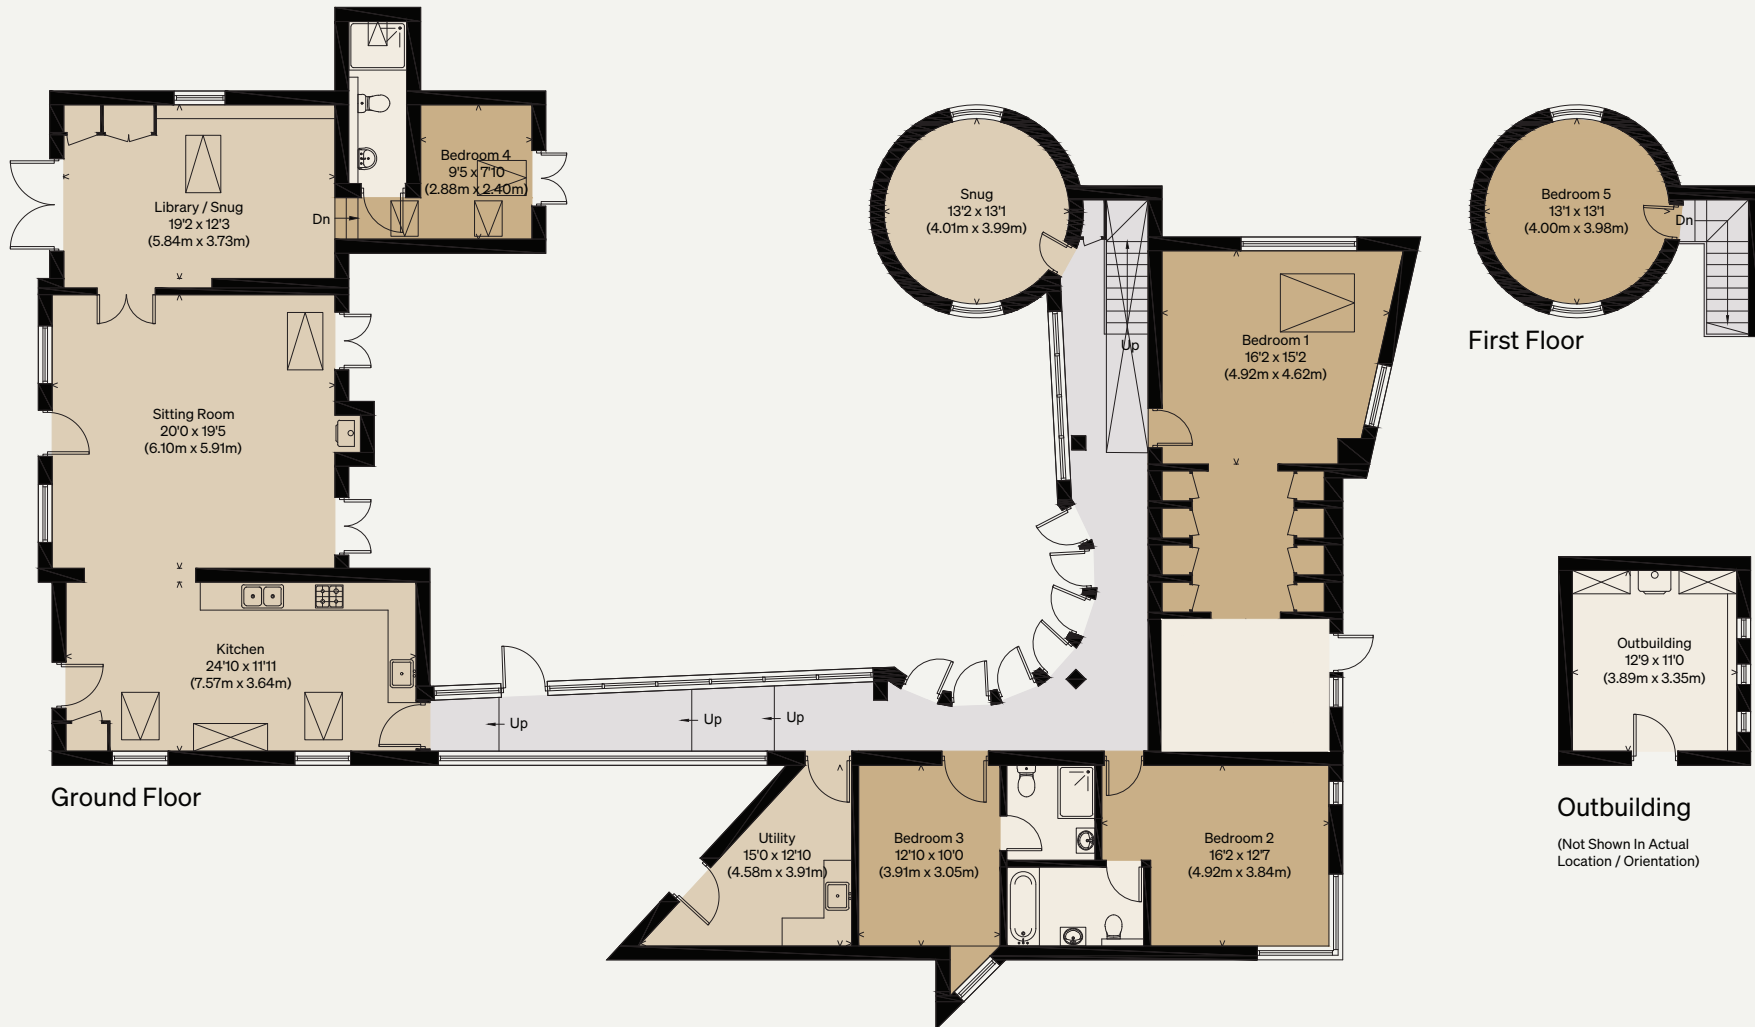 Bedroom 4
9'5 x 7'10
(2.88m x 2.40m)
Library / Snug
19'2 x 12'3
(5.84m x 3.73m)
Dn
Snug
13'2 x 13'1
(4.01m x 3.99m)
Bedroom 5
13'1 x 13'1
(4.00m x 3.98m)
Dn
First Floor
Up
Bedroom 1
16'2 x 15'2
(4.92m x 4.62m)
Sitting Room
20'0 x 19'5
(6.10m x 5.91m)
Kitchen
24'10 x 11'11
(7.57m x 3.64m)
Up
Up
Up
Outbuilding
12'9 x 11'0
(3.89m x 3.35m)
Ground Floor
Utility
15'0 x 12'10
(4.58m x 3.91m)
Bedroom 3
12'10 x 10'0
(3.91m x 3.05m)
Bedroom 2
16'2 x 12'7
(4.92m x 3.84m)
Outbuilding
(Not Shown In Actual
Location / Orientation)